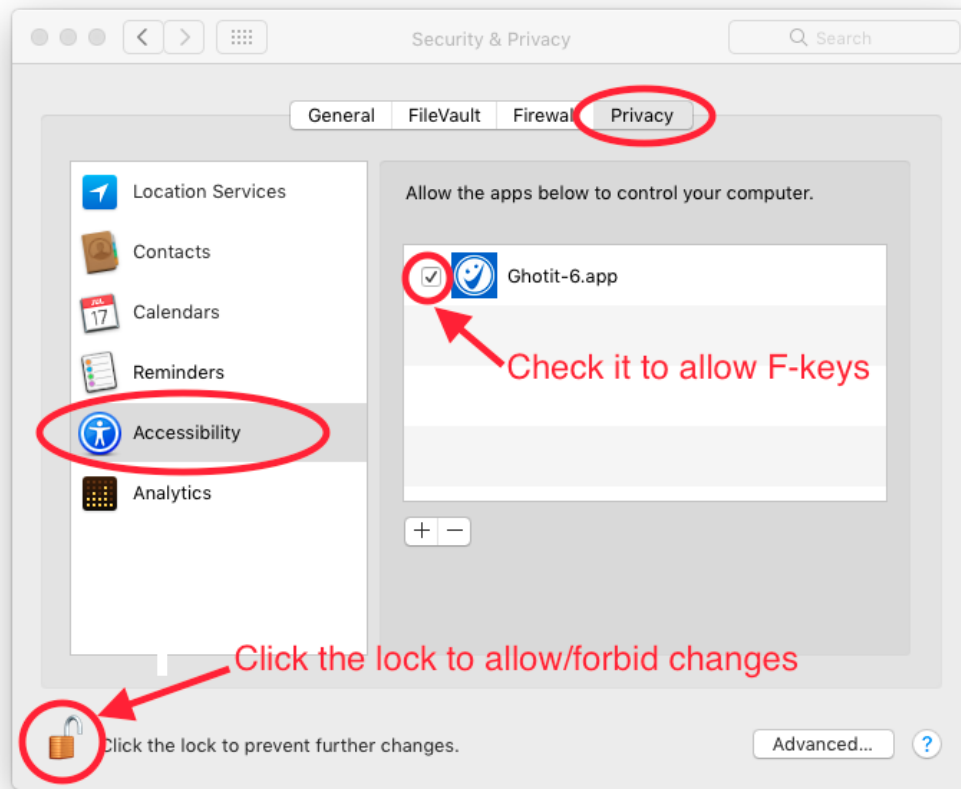 Security & Privacy
Search
General
FileVault
Firewall
Privacy
Location Services
Contacts
JUL
17
Calendars
Reminders
Accessibility
Analytics
Allow the apps below to control your computer.
Ghotit-6.app
Check it to allow F-keys
+
−
Click the lock to allow/forbid changes
Click the lock to prevent further changes.
Advanced...
?